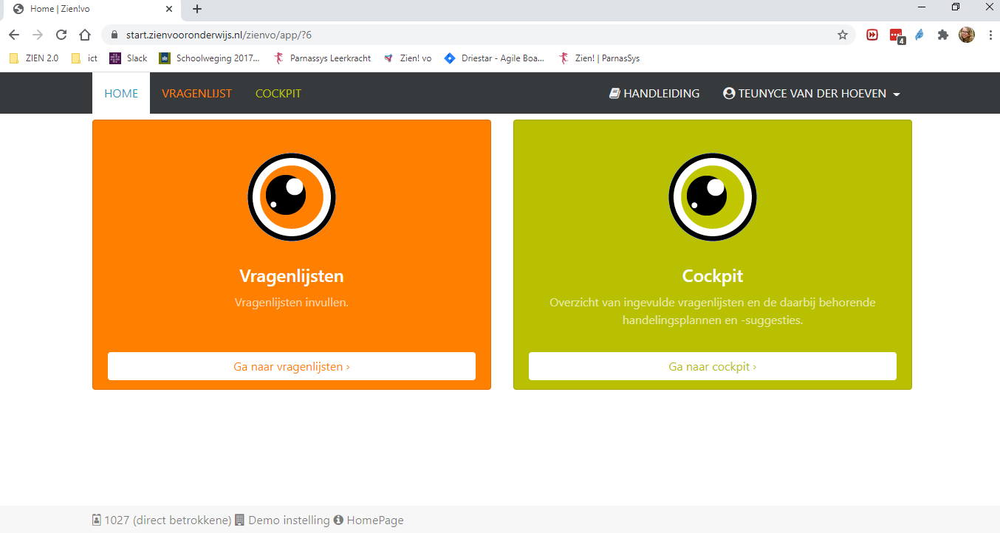 Home | Zien!vo
start.zienvooronderwijs.nl/zienvo/app/?6
4
ZIEN 2.0 ict Slack Schoolweging 2017... Parnassys Leerkracht Zien! vo Driestar - Agile Boa... Zien! | ParnasSys
HOME VRAGENLIJST COCKPIT HANDLEIDING TEUNYCE VAN DER HOEVEN
Vragenlijsten
Vragenlijsten invullen.
Ga naar vragenlijsten ›
Cockpit
Overzicht van ingevulde vragenlijsten en de daarbij behorende
handelingsplannen en -suggesties.
Ga naar cockpit ›
1027 (direct betrokkene) Demo instelling HomePage